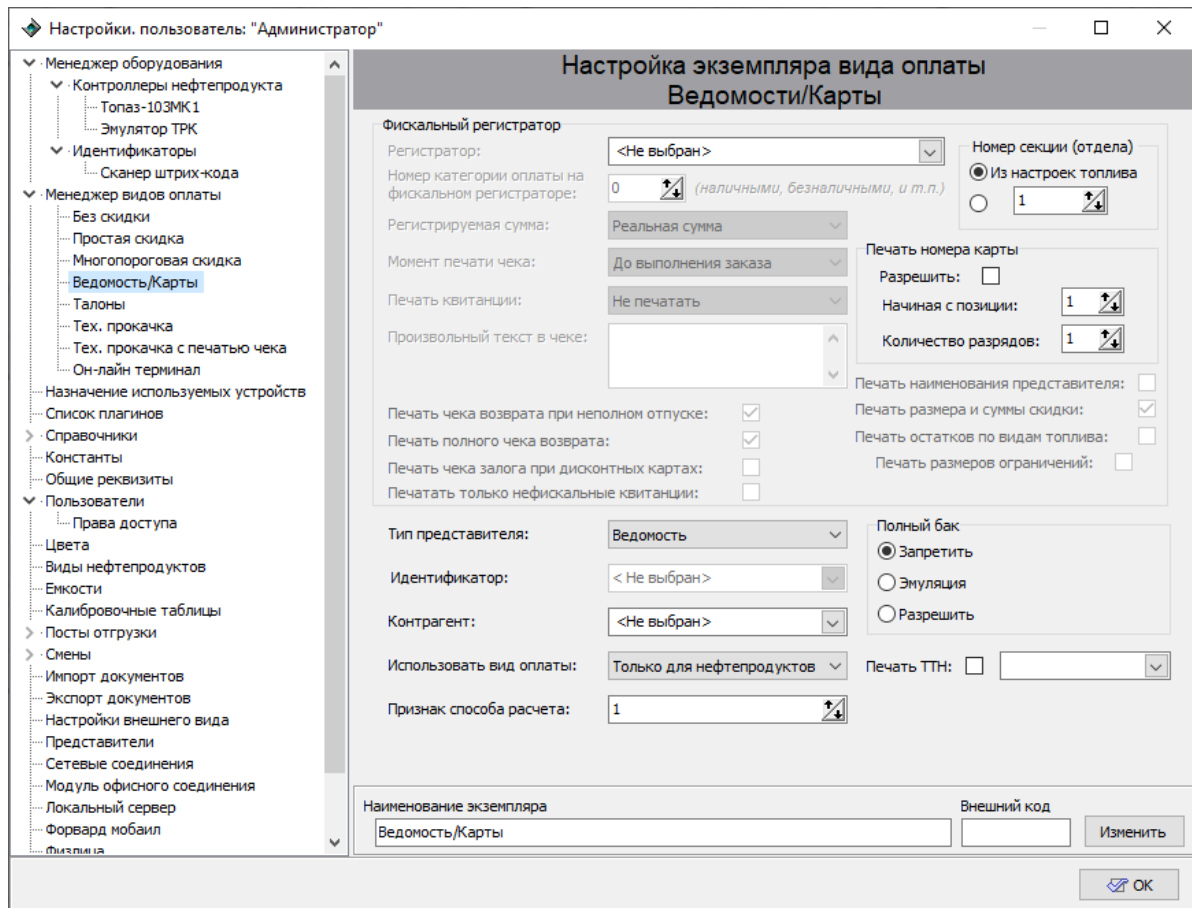 Настройки. пользователь: "Администратор"
Менеджер оборудования
Контроллеры нефтепродукта
Топаз-103МК1
Эмулятор ТРК
Идентификаторы
Сканер штрих-кода
Менеджер видов оплаты
Без скидки
Простая скидка
Многопороговая скидка
Ведомость/Карты
Талоны
Тех. прокачка
Тех. прокачка с печатью чека
Он-лайн терминал
Назначение используемых устройств
Список плагинов
Справочники
Константы
Общие реквизиты
Пользователи
Права доступа
Цвета
Виды нефтепродуктов
Емкости
Калибровочные таблицы
Посты отгрузки
Смены
Импорт документов
Экспорт документов
Настройки внешнего вида
Представители
Сетевые соединения
Модуль офисного соединения
Локальный сервер
Форвард мобаил
Физлица
Настройка экземпляра вида оплаты
Ведомости/Карты
Фискальный регистратор
Регистратор: <Не выбран>
Номер категории оплаты на
фискальном регистраторе: 0 (наличными, безналичными, и т.п.)
Регистрируемая сумма: Реальная сумма
Момент печати чека: До выполнения заказа
Печать квитанции: Не печатать
Произвольный текст в чеке:
Номер секции (отдела)
Из настроек топлива
1
Печать номера карты
Разрешить:
Начиная с позиции: 1
Количество разрядов: 1
Печать чека возврата при неполном отпуске:
Печать полного чека возврата:
Печать чека залога при дисконтных картах:
Печатать только нефискальные квитанции:
Печать наименования представителя:
Печать размера и суммы скидки:
Печать остатков по видам топлива:
Печать размеров ограничений:
Тип представителя: Ведомость
Идентификатор: < Не выбран>
Контрагент: <Не выбран>
Использовать вид оплаты: Только для нефтепродуктов
Признак способа расчета: 1
Полный бак
Запретить
Эмуляция
Разрешить
Печать ТТН:
Наименование экземпляра
Ведомость/Карты
Внешний код
Изменить
OK